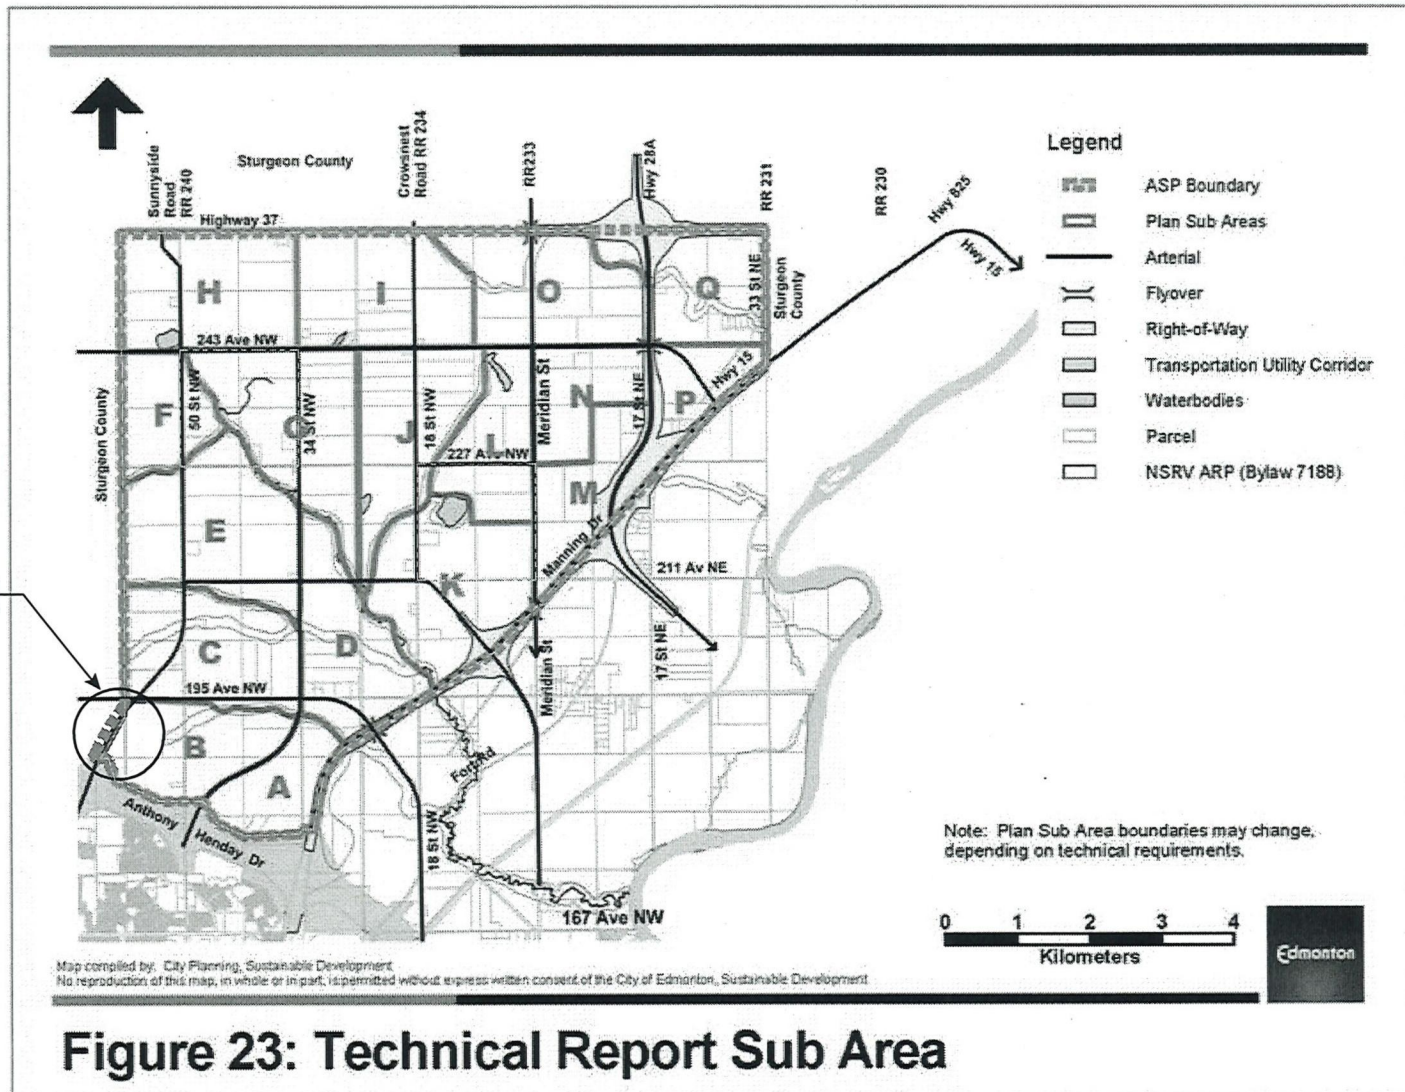 Sturgeon County
Sunnyside
Road
RR 240
Crowsnest
Road RR 234
RR233
Hwy 28A
RR 231
RR 230
Hwy 825
Hwy 15
Highway 37
H
I
O
Q
33 St NE
Sturgeon
County
243 Ave NW
Hwy 15
Sturgeon County
F
50 St NW
G
34 St NW
J
18 St NW
L
Meridian St
N
17 St NE
P
227 Ave NW
M
E
Manning Dr
211 Av NE
K
C
D
195 Ave NW
Meridian St
17 St NE
B
A
Fort Rd
Anthony
Henday Dr
18 St NW
167 Ave NW
Legend
ASP Boundary
Plan Sub Areas
Arterial
Flyover
Right-of-Way
Transportation Utility Corridor
Waterbodies
Parcel
NSRV ARP (Bylaw 7188)
Note: Plan Sub Area boundaries may change,
depending on technical requirements.
0 1 2 3 4
Kilometers
Edmonton
Map compiled by: City Planning, Sustainable Development
No reproduction of this map, in whole or in part, is permitted without express written consent of the City of Edmonton, Sustainable Development
Figure 23: Technical Report Sub Area